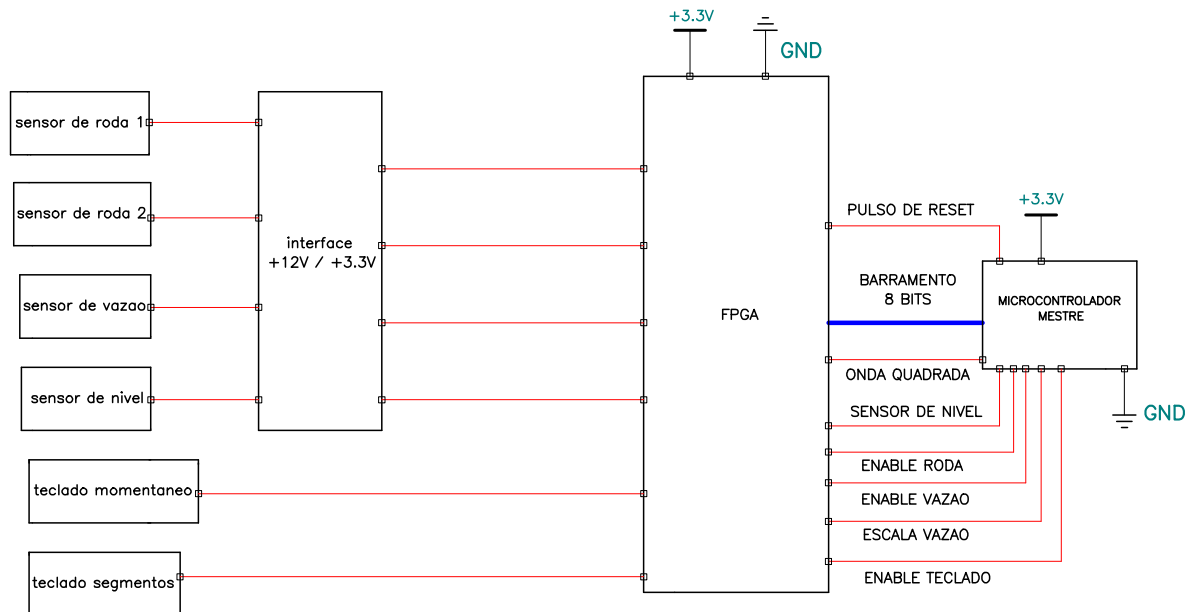 +3.3V
GND
sensor de roda 1
sensor de roda 2
sensor de vazao
sensor de nivel
teclado momentaneo
teclado segmentos
interface
+12V / +3.3V
FPGA
PULSO DE RESET
+3.3V
BARRAMENTO
8 BITS
MICROCONTROLADOR
MESTRE
ONDA QUADRADA
SENSOR DE NIVEL
GND
ENABLE RODA
ENABLE VAZAO
ESCALA VAZAO
ENABLE TECLADO